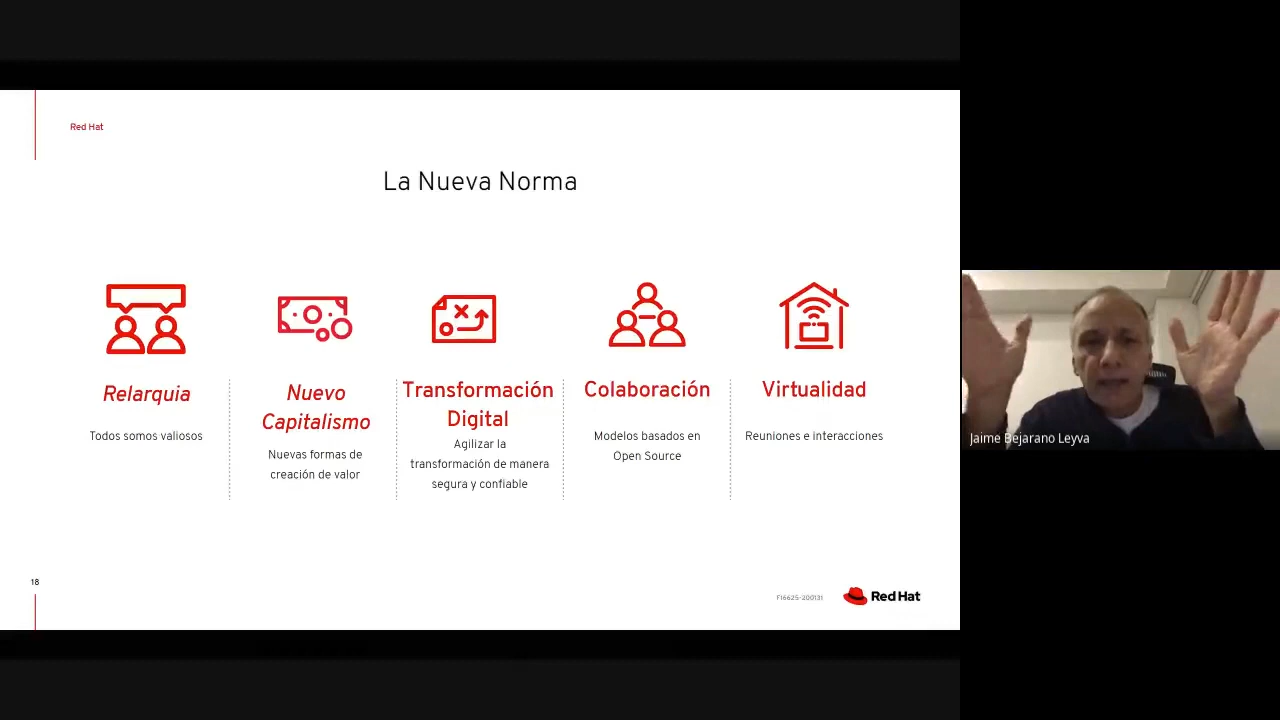 Red Hat
La Nueva Norma
Relarquia
Todos somos valiosos
Nuevo
Capitalismo
Nuevas formas de
creación de valor
Transformación
Digital
Agilizar la
transformación de manera
segura y confiable
Colaboración
Modelos basados en
Open Source
Virtualidad
Reuniones e interacciones
Jaime Bejarano Leyva
18
F16625-200131
Red Hat